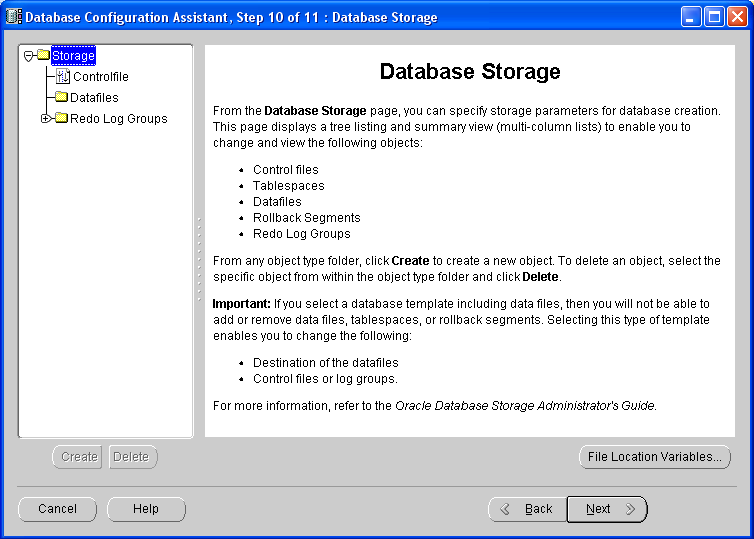 Database Configuration Assistant, Step 10 of 11 : Database Storage
Storage
Controlfile
Datafiles
Redo Log Groups
Database Storage
From the Database Storage page, you can specify storage parameters for database creation.
This page displays a tree listing and summary view (multi-column lists) to enable you to
change and view the following objects:
• Control files
• Tablespaces
• Datafiles
• Rollback Segments
• Redo Log Groups
From any object type folder, click Create to create a new object. To delete an object, select the
specific object from within the object type folder and click Delete.
Important: If you select a database template including data files, then you will not be able to
add or remove data files, tablespaces, or rollback segments. Selecting this type of template
enables you to change the following:
• Destination of the datafiles
• Control files or log groups.
For more information, refer to the Oracle Database Storage Administrator's Guide.
Create Delete File Location Variables...
Cancel Help Back Next